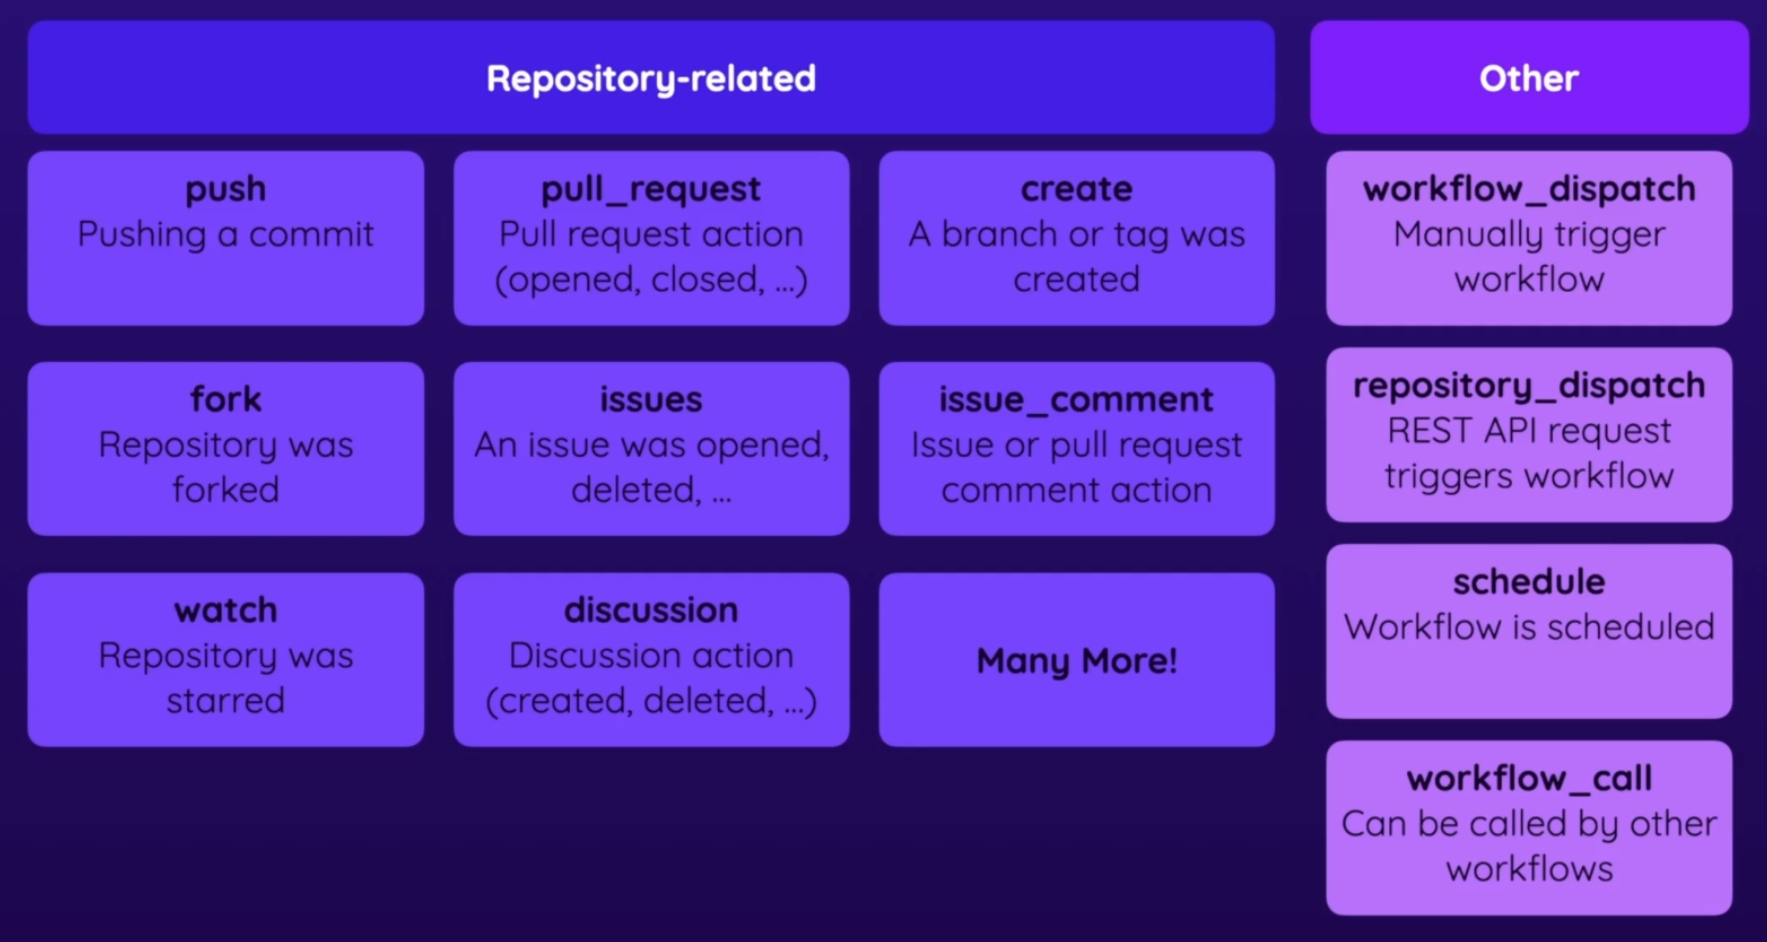 Repository-related
Other
push
Pushing a commit
pull_request
Pull request action
(opened, closed, ...)
create
A branch or tag was
created
fork
Repository was
forked
issues
An issue was opened,
deleted, ...
issue_comment
Issue or pull request
comment action
watch
Repository was
starred
discussion
Discussion action
(created, deleted, ...)
Many More!
workflow_dispatch
Manually trigger
workflow
repository_dispatch
REST API request
triggers workflow
schedule
Workflow is scheduled
workflow_call
Can be called by other
workflows